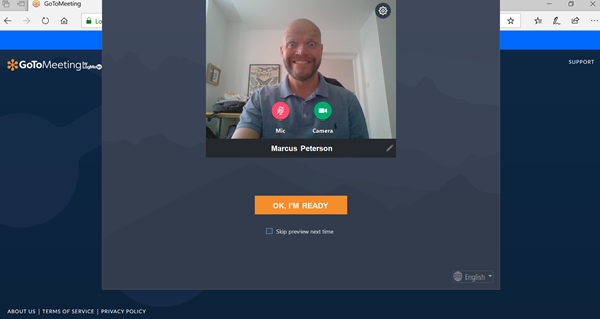 GoToMeeting
GoToMeeting
SUPPORT
Mic
Camera
Marcus Peterson
OK, I'M READY
Skip preview next time
English
ABOUT US | TERMS OF SERVICE | PRIVACY POLICY